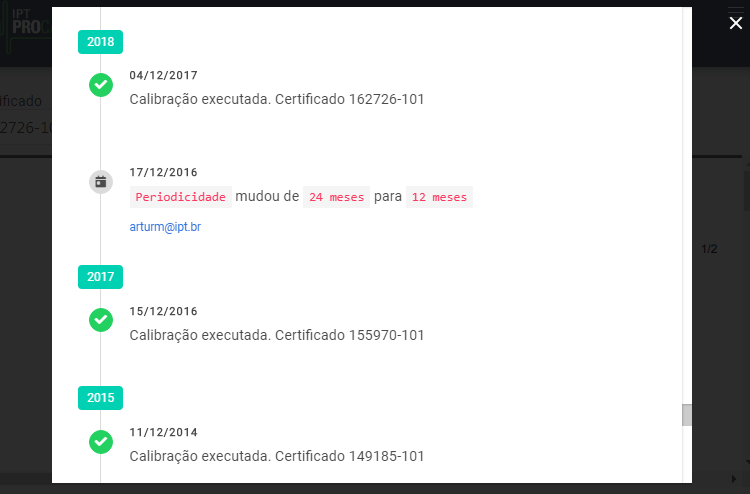 IPT
PROC
ificado
2726-10
2018
04/12/2017
Calibração executada. Certificado 162726-101
17/12/2016
Periodicidade mudou de 24 meses para 12 meses
arturm@ipt.br
1/2
2017
15/12/2016
Calibração executada. Certificado 155970-101
2015
11/12/2014
Calibração executada. Certificado 149185-101